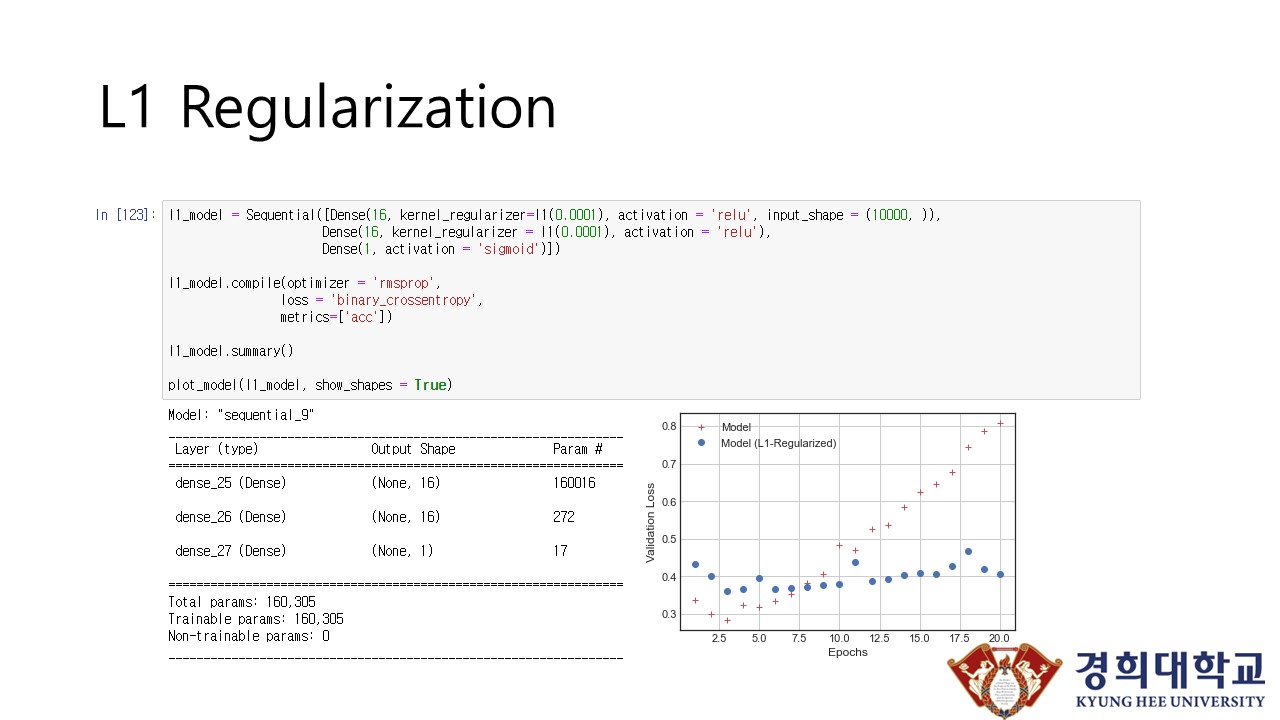 L1 Regularization
In [123]:
l1_model = Sequential([Dense(16, kernel_regularizer=l1(0.0001), activation = 'relu', input_shape = (10000, )),
Dense(16, kernel_regularizer = l1(0.0001), activation = 'relu'),
Dense(1, activation = 'sigmoid')])
l1_model.compile(optimizer = 'rmsprop',
loss = 'binary_crossentropy',
metrics=['acc'])
l1_model.summary()
plot_model(l1_model, show_shapes = True)
Model: "sequential_9"
Layer (type) Output Shape Param #
dense_25 (Dense) (None, 16) 160016
dense_26 (Dense) (None, 16) 272
dense_27 (Dense) (None, 1) 17
Total params: 160,305
Trainable params: 160,305
Non-trainable params: 0
Model
Model (L1-Regularized)
Validation Loss
0.8
0.7
0.6
0.5
0.4
0.3
2.5 5.0 7.5 10.0 12.5 15.0 17.5 20.0
Epochs
경희대학교
KYUNG HEE UNIVERSITY